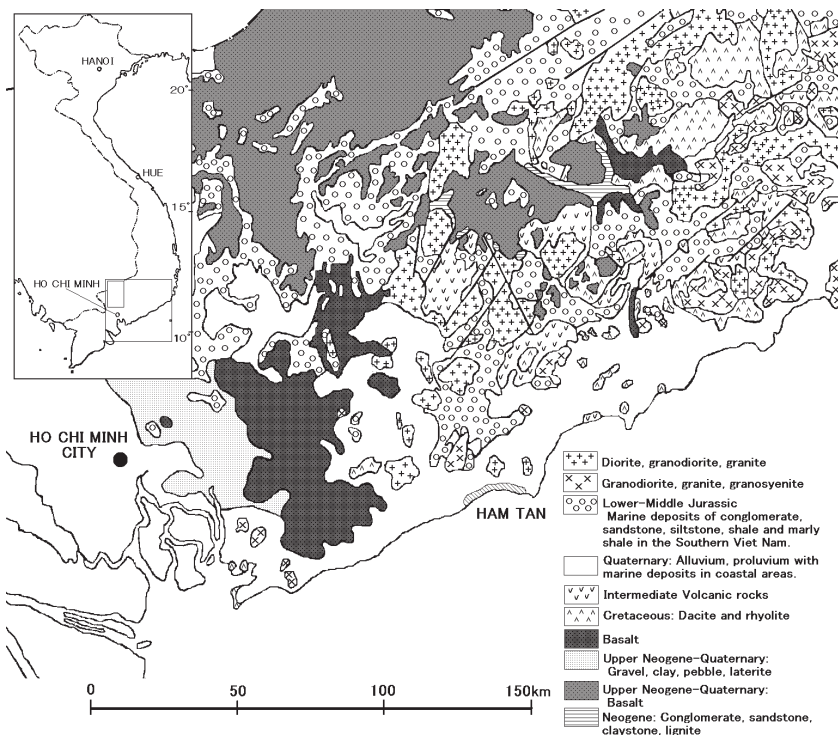 HANOI
20°
HUE
15°
HO CHI MINH
10°
HO CHI MINH
CITY
HAM TAN
Diorite, granodiorite, granite
Granodiorite, granite, granosyenite
Lower-Middle Jurassic
Marine deposits of conglomerate,
sandstone, siltstone, shale and marly
shale in the Southern Viet Nam.
Quaternary: Alluvium, proluvium with
marine deposits in coastal areas.
Intermediate Volcanic rocks
Cretaceous: Dacite and rhyolite
Basalt
Upper Neogene-Quaternary:
Gravel, clay, pebble, laterite
Upper Neogene-Quaternary:
Basalt
Neogene: Conglomerate, sandstone,
claystone, lignite
0 50 100 150km